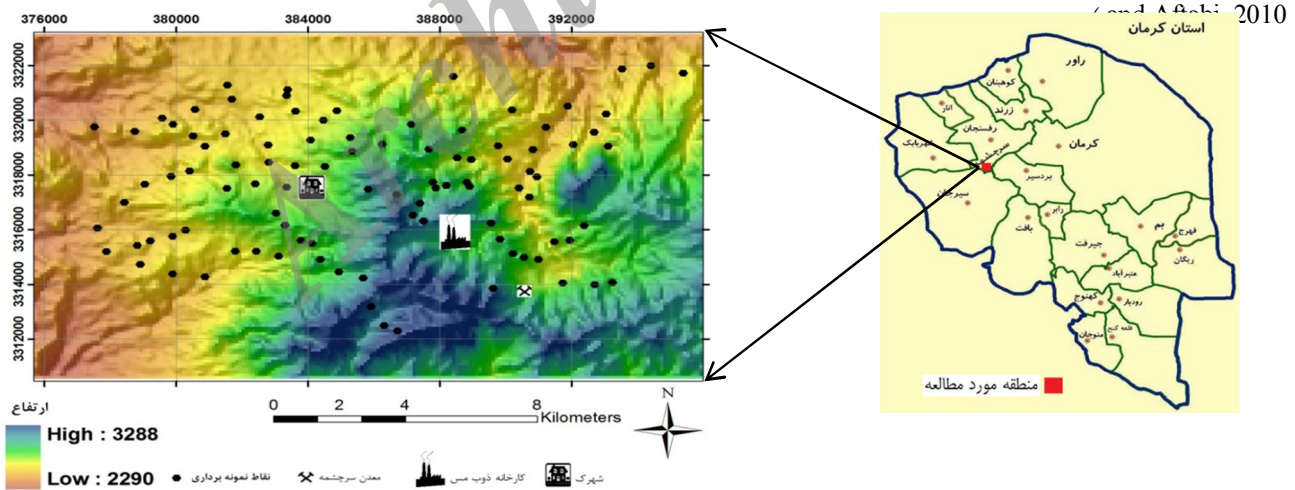 and Aftabi, 2010
376000 380000 384000 388000 392000
3322000
3320000
3318000
3316000
3314000
3312000
ارتفاع
High : 3288
Low : 2290
0 2 4 8 Kilometers
N
نقاط نمونه برداری
معدن سرچشمه
کارخانه ذوب مس
شهرک
استان کرمان
راور
کوهبنان
انار
زرند
رفسنجان
شهربابک
سرچشمه
کرمان
بردسیر
سیرجان
رابر
بافت
جیرفت
بم
فهرج
ریگان
عنبرآباد
کهنوج
رودبار
قلعه گنج
منوجان
منطقه مورد مطالعه